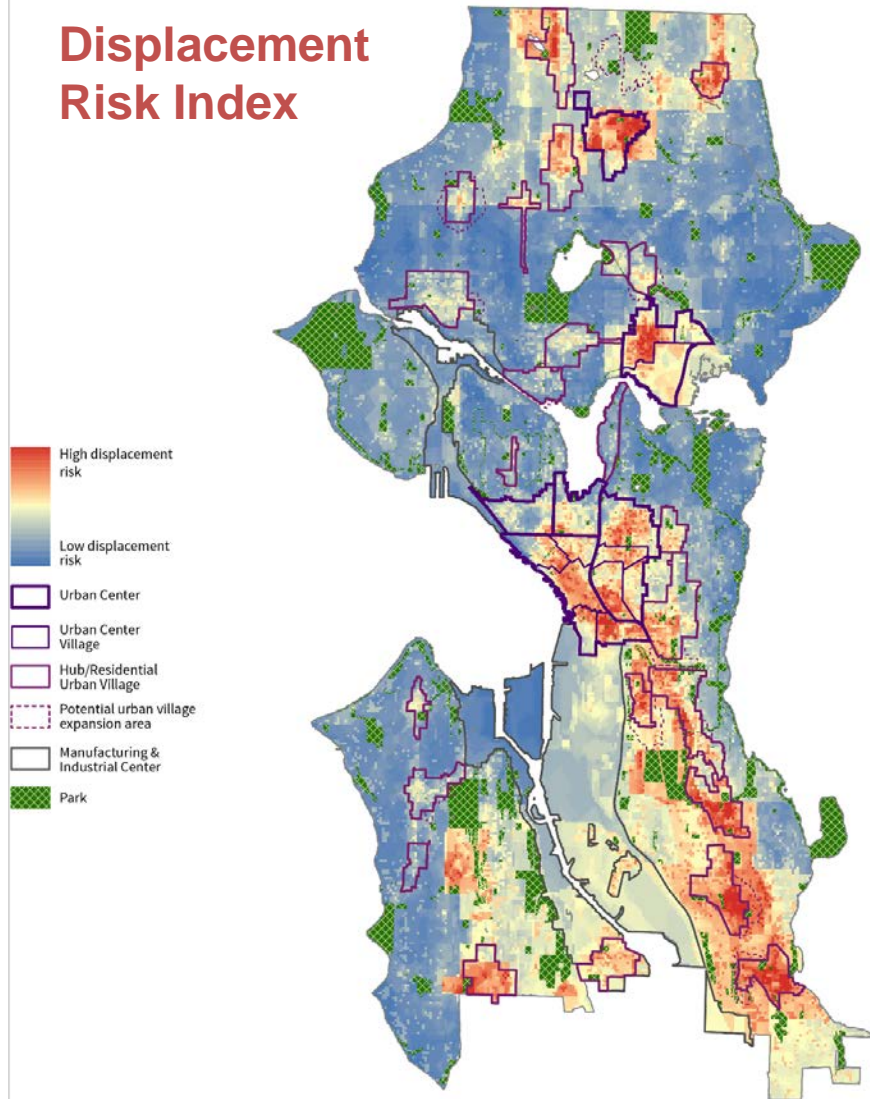 Displacement
Risk Index
High displacement
risk
Low displacement
risk
Urban Center
Urban Center
Village
Hub/Residential
Urban Village
Potential urban village
expansion area
Manufacturing &
Industrial Center
Park